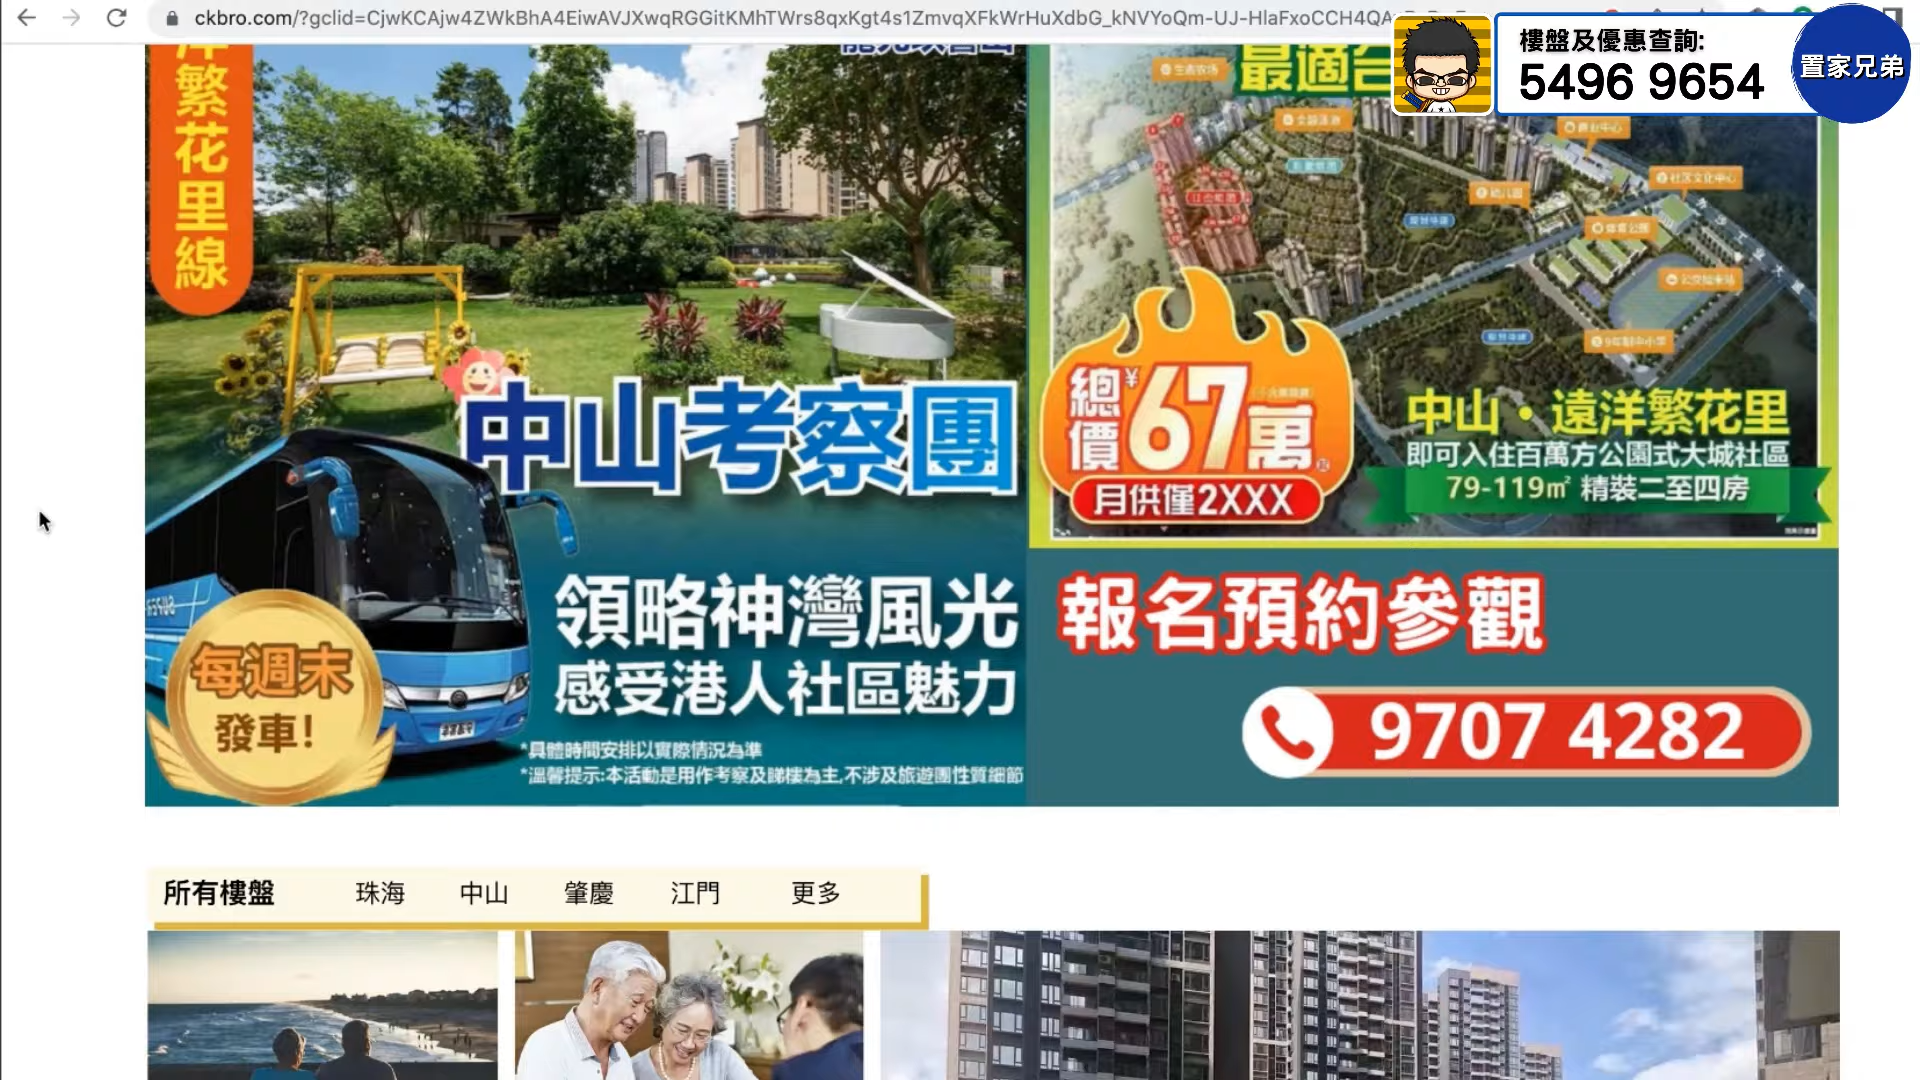 ckbro.com/?gclid=CjwKCAjw4ZWkBhA4EiwAVJXwqRGGitKMhTWrs8qxKgt4s1ZmvqXFkWrHuXdbG_kNVYoQm-UJ-HlaFxoCCH4QA
樓盤及優惠查詢:
5496 9654
置家兄弟
洋繁花里線
最適合
中山考察團
領略神灣風光
感受港人社區魅力
每週末
發車!
*具體時間安排以實際情況為準
*溫馨提示:本活動是用作考察及睇樓為主,不涉及旅遊團性質細節
總價¥67萬起
月供僅2XXX
中山•遠洋繁花里
即可入住百萬方公園式大城社區
79-119㎡ 精裝二至四房
報名預約參觀
9707 4282
所有樓盤 珠海 中山 肇慶 江門 更多